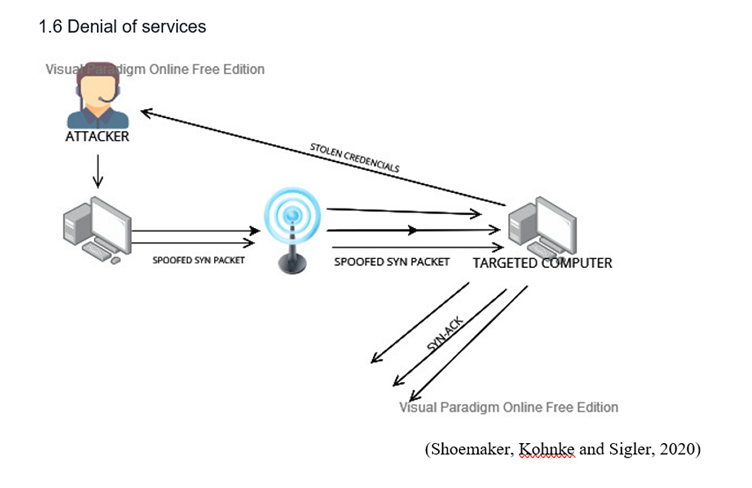 1.6 Denial of services
Visual Paradigm Online Free Edition
ATTACKER
STOLEN CREDENCIALS
SPOOFED SYN PACKET
SPOOFED SYN PACKET
TARGETED COMPUTER
SYN-ACK
Visual Paradigm Online Free Edition
(Shoemaker, Kohnke and Sigler, 2020)